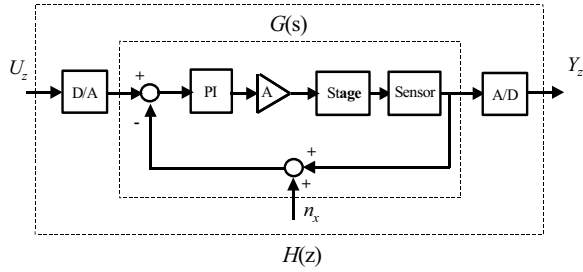 G(s)
U_z
D/A
+
-
PI
A
Stage
Sensor
A/D
Y_z
+
+
n_x
H(z)